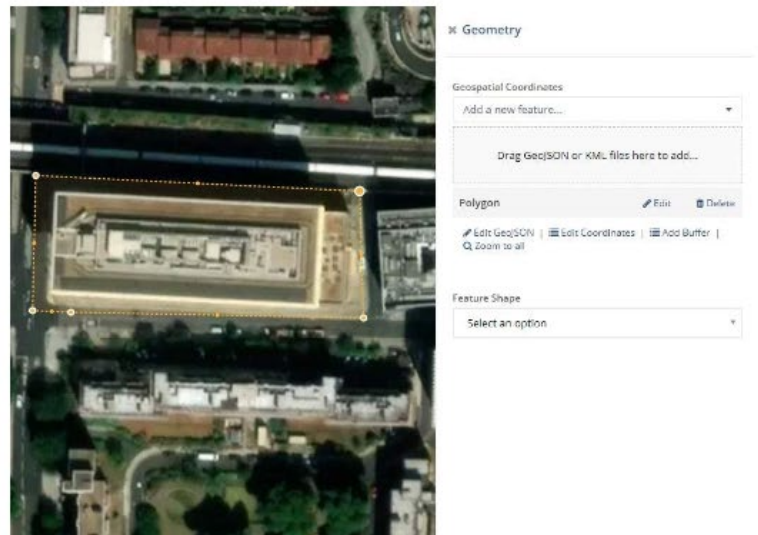 × Geometry
Geospatial Coordinates
Add a new feature...
Drag GeoJSON or KML files here to add...
Polygon Edit Delete
Edit GeoJSON | Edit Coordinates | Add Buffer |
Zoom to all
Feature Shape
Select an option